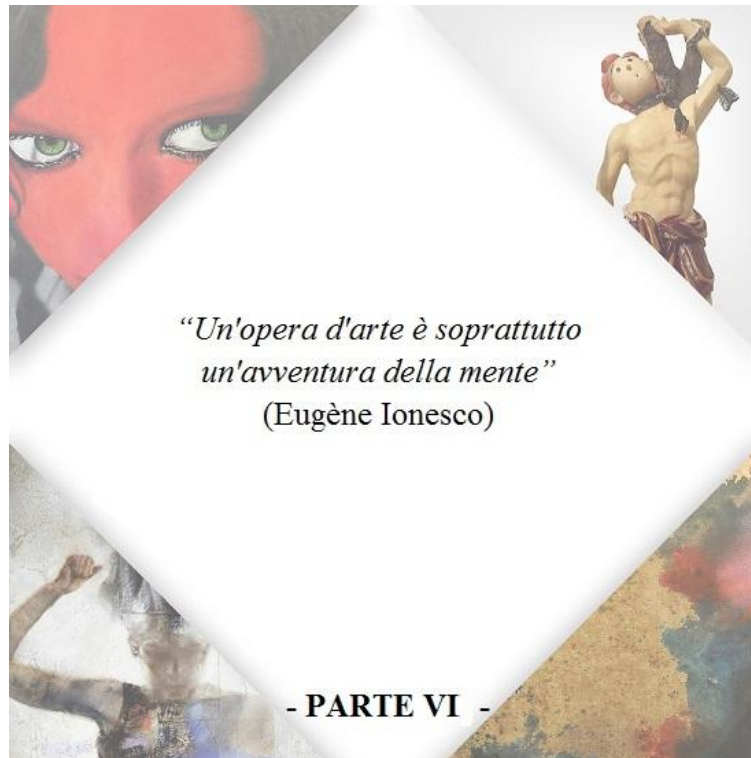 “Un'opera d'arte è soprattutto
un'avventura della mente”
(Eugène Ionesco)
- PARTE VI -